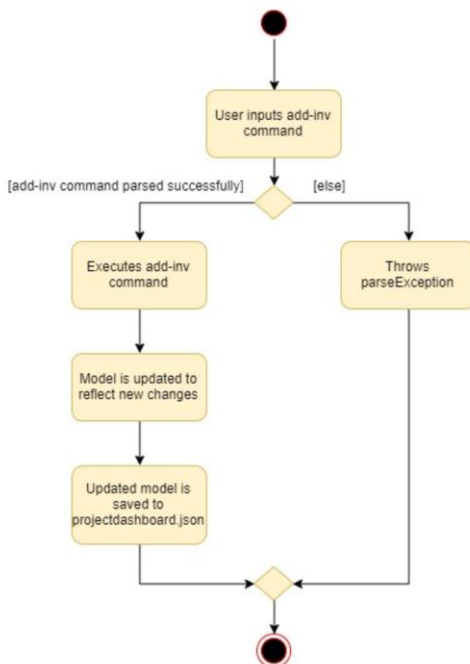 User inputs add-inv
command
[add-inv command parsed successfully]
[else]
Executes add-inv
command
Throws
parseException
Model is updated to
reflect new changes
Updated model is
saved to
projectdashboard.json